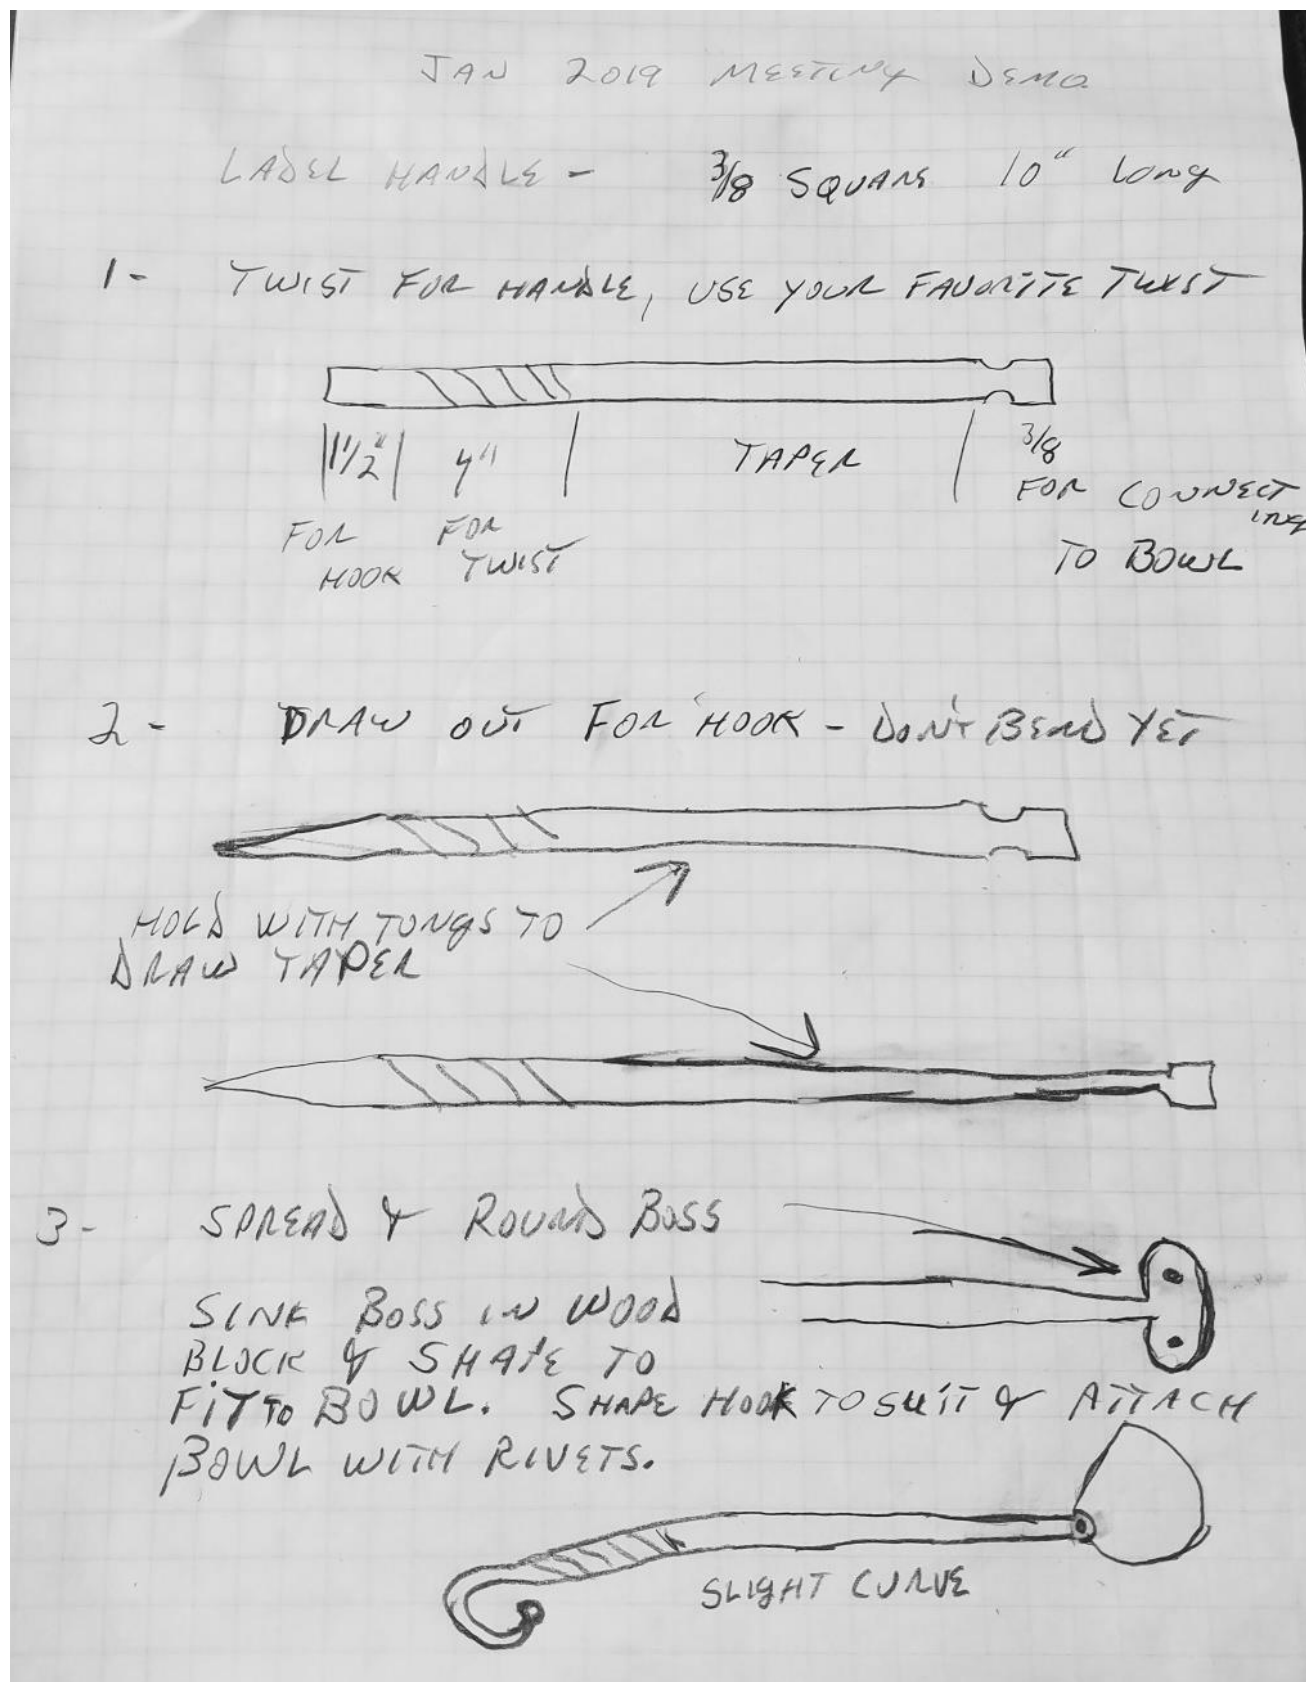 JAN 2019 MEETING DEMO
LADEL HANDLE - 3/8 SQUARE 10" LONG
1- TWIST FOR HANDLE, USE YOUR FAVORITE TWIST
1 1/2" 4" TAPER 3/8
FOR HOOK FOR TWIST FOR CONNECTING
TO BOWL
2- DRAW OUT FOR HOOK - DON'T BEND YET
HOLD WITH TONGS TO
DRAW TAPER
3- SPREAD & ROUND BOSS
SINK BOSS IN WOOD
BLOCK & SHAPE TO
FIT TO BOWL. SHAPE HOOK TO SUIT & ATTACH
BOWL WITH RIVETS.
SLIGHT CURVE